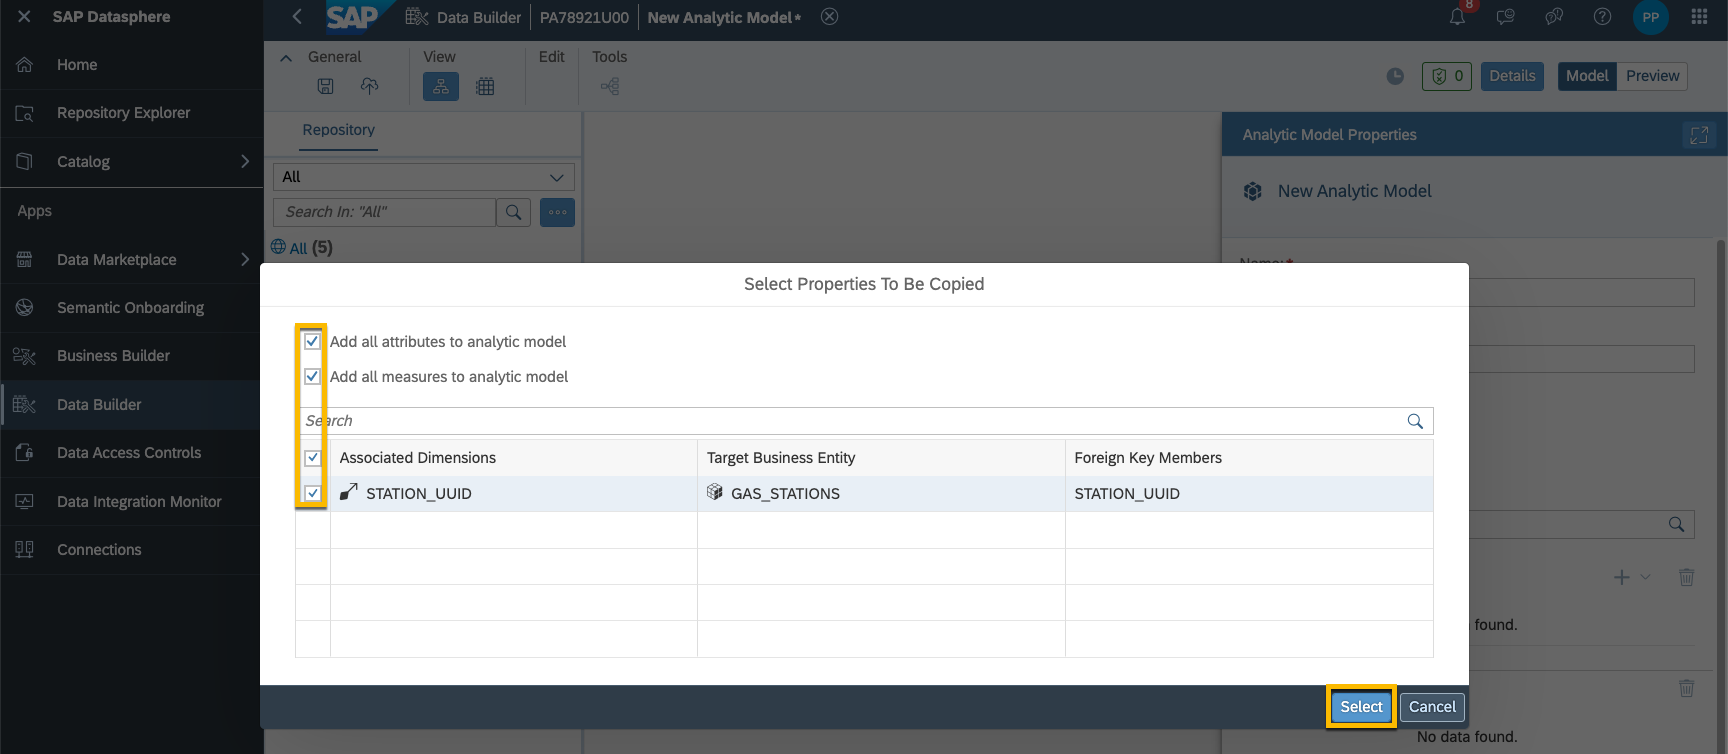 SAP Datasphere
Home
Repository Explorer
Catalog
Apps
Data Marketplace
Semantic Onboarding
Business Builder
Data Builder
Data Access Controls
Data Integration Monitor
Connections
SAP
Data Builder
PA78921U00
New Analytic Model*
8
PP
General
View
Edit
Tools
0
Details
Model
Preview
Repository
All
Search In: "All"
All (5)
Analytic Model Properties
New Analytic Model
Name:*
Select Properties To Be Copied
Add all attributes to analytic model
Add all measures to analytic model
Search
Associated Dimensions
Target Business Entity
Foreign Key Members
STATION_UUID
GAS_STATIONS
STATION_UUID
found.
Select
Cancel
No data found.